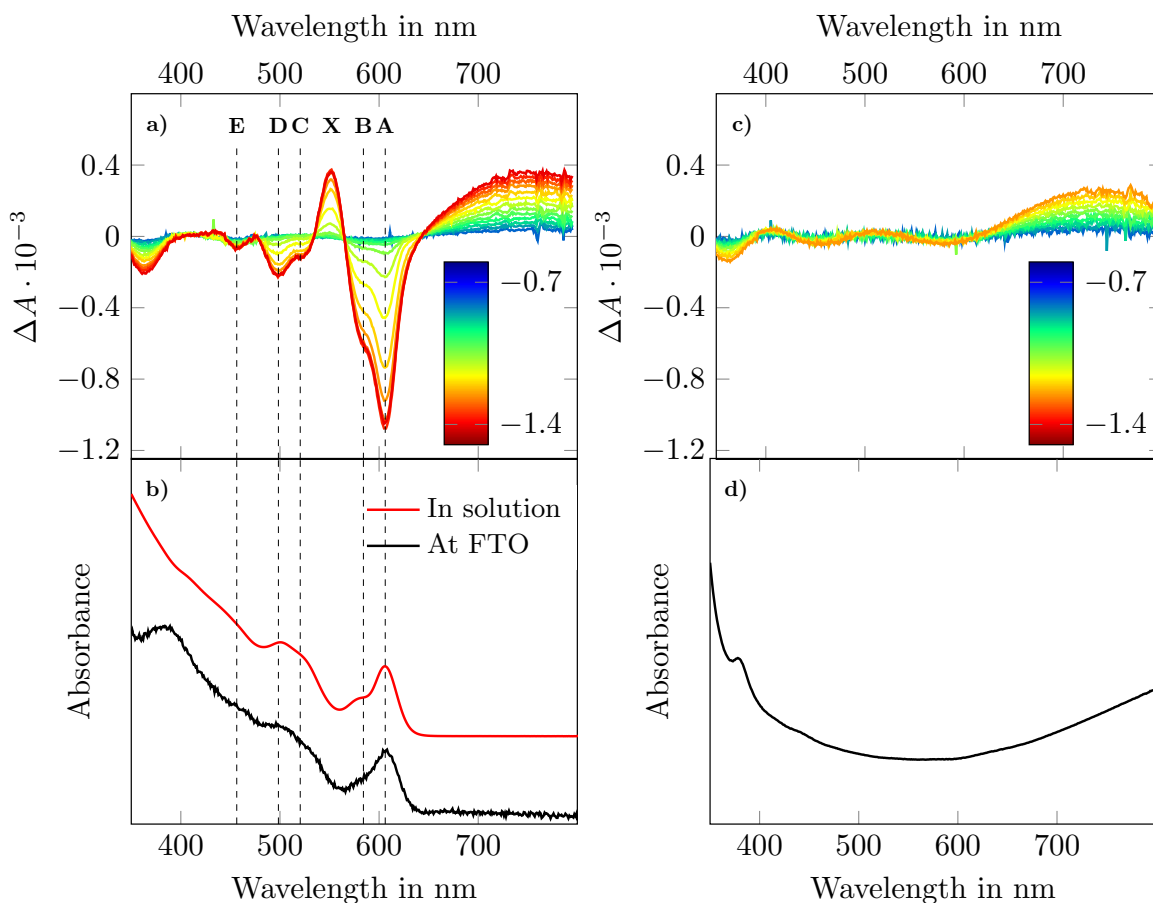 Wavelength in nm
400 500 600 700
a) E D C X B A
0.4
0
−0.4
−0.8
−1.2
ΔA · 10⁻³
−0.7
−1.4
b)
In solution
At FTO
Absorbance
400 500 600 700
Wavelength in nm
Wavelength in nm
400 500 600 700
c)
0.4
0
−0.4
−0.8
−1.2
ΔA · 10⁻³
−0.7
−1.4
d)
Absorbance
400 500 600 700
Wavelength in nm